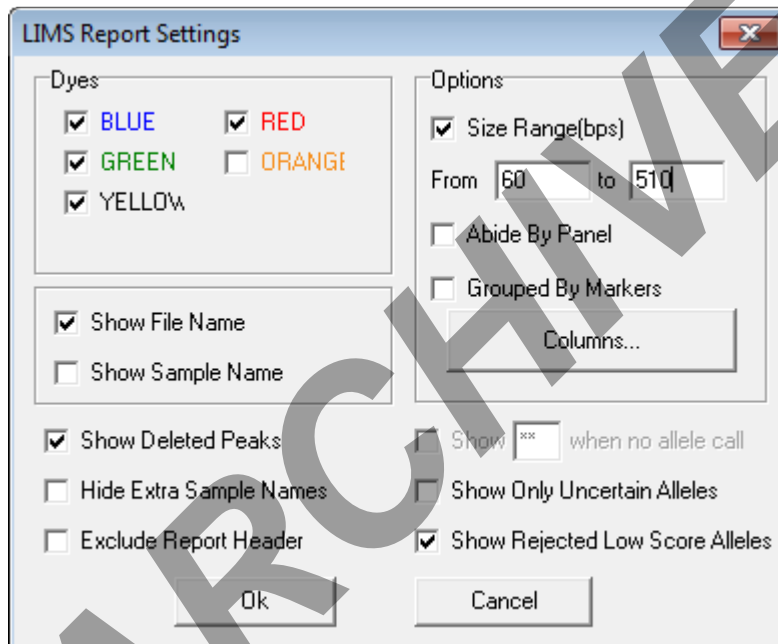 LIMS Report Settings
Dyes
BLUE
RED
GREEN
ORANGE
YELLOW
Show File Name
Show Sample Name
Options
Size Range(bps)
From 60 to 510
Abide By Panel
Grouped By Markers
Columns...
Show Deleted Peaks
Show ** when no allele call
Hide Extra Sample Names
Show Only Uncertain Alleles
Exclude Report Header
Show Rejected Low Score Alleles
Ok
Cancel
ARCHIVE